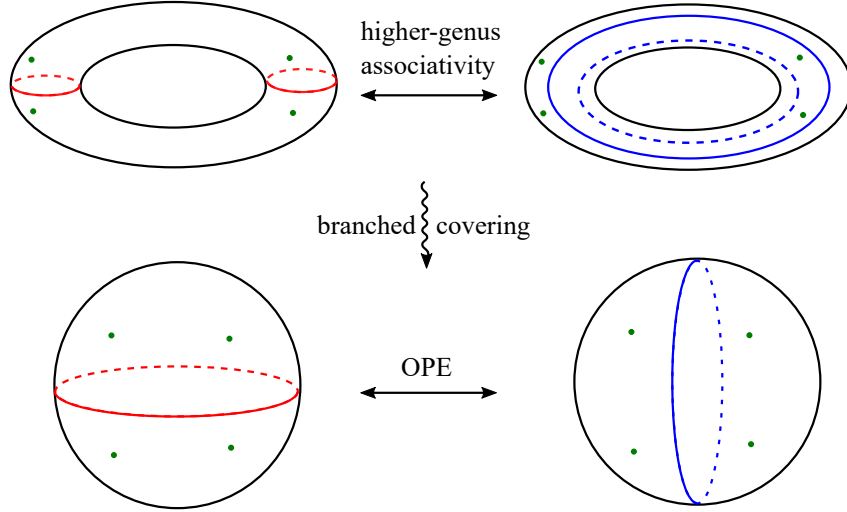 higher-genus
associativity
branched covering
OPE